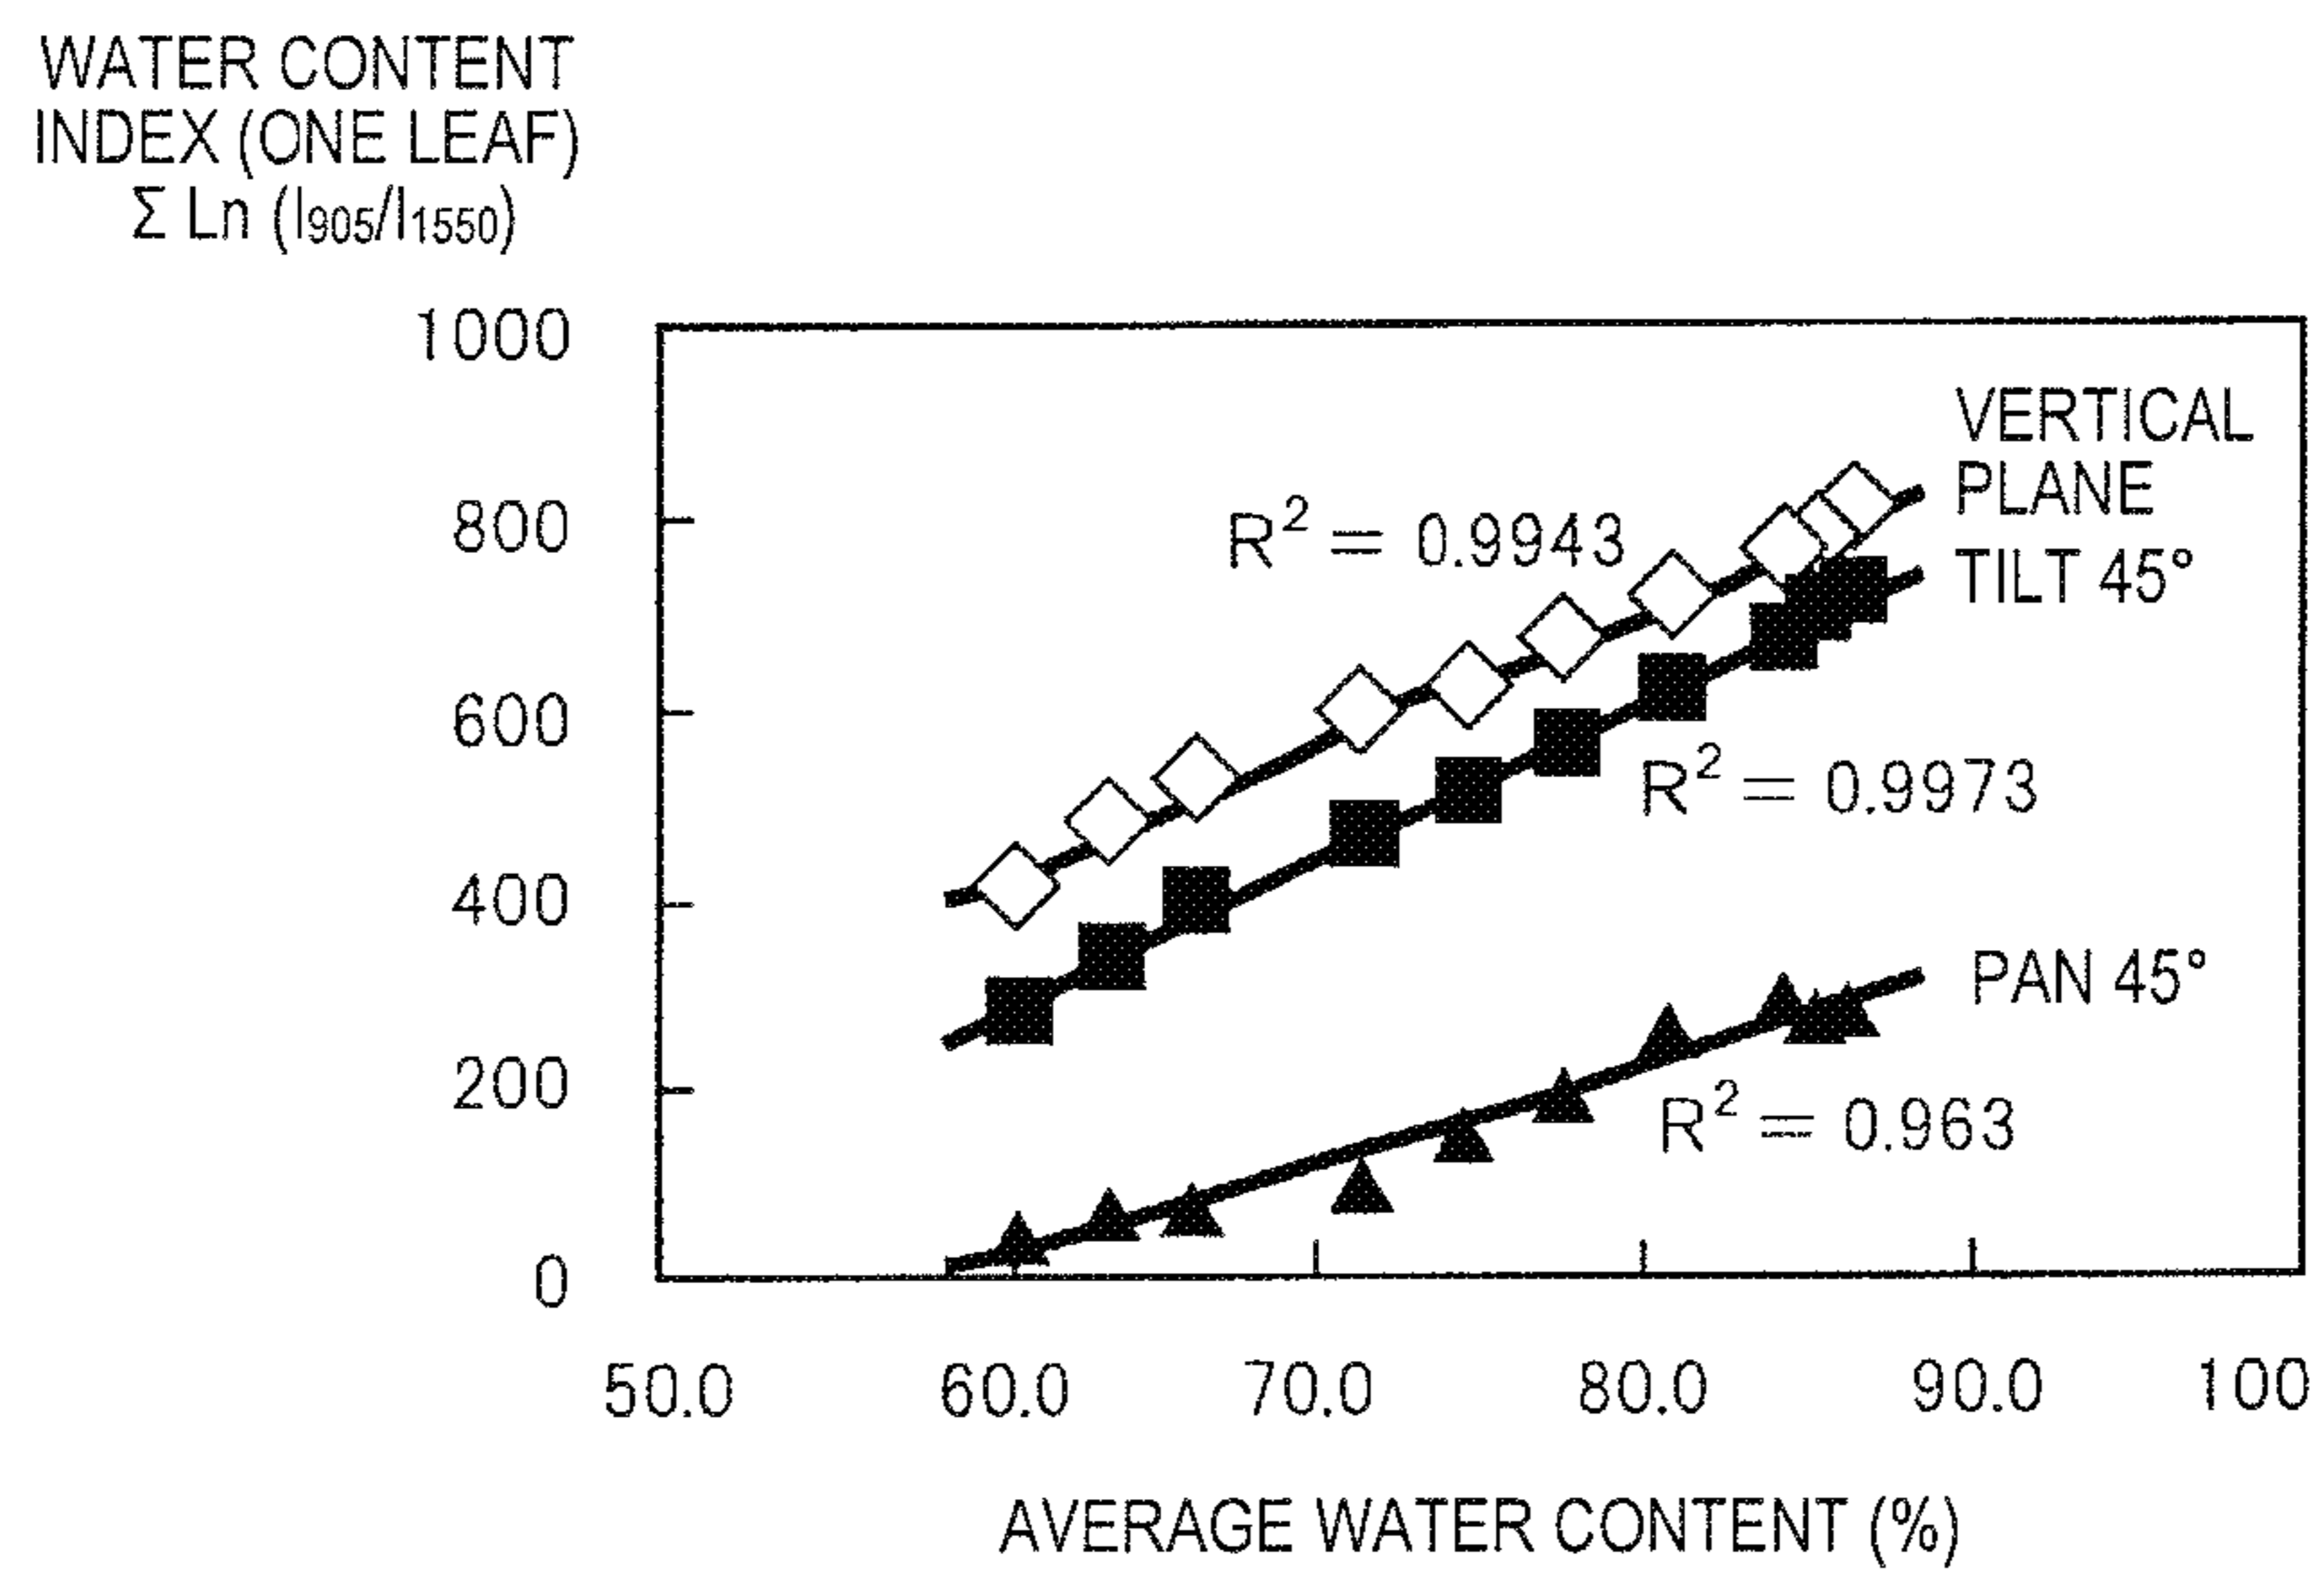 WATER CONTENT
INDEX (ONE LEAF)
Σ Ln (I905/I1550)
1000
800
600
400
200
0
VERTICAL
PLANE
TILT 45°
R² = 0.9943
R² = 0.9973
PAN 45°
R² = 0.963
50.0 60.0 70.0 80.0 90.0 100
AVERAGE WATER CONTENT (%)